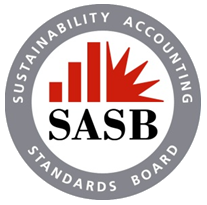 SUSTAINABILITY ACCOUNTING
SASB
STANDARDS BOARD